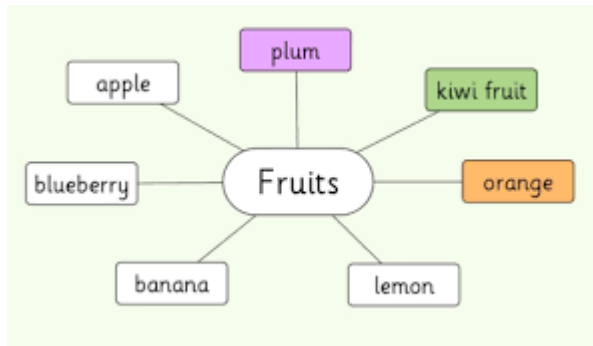 plum
apple
kiwi fruit
blueberry
Fruits
orange
banana
lemon